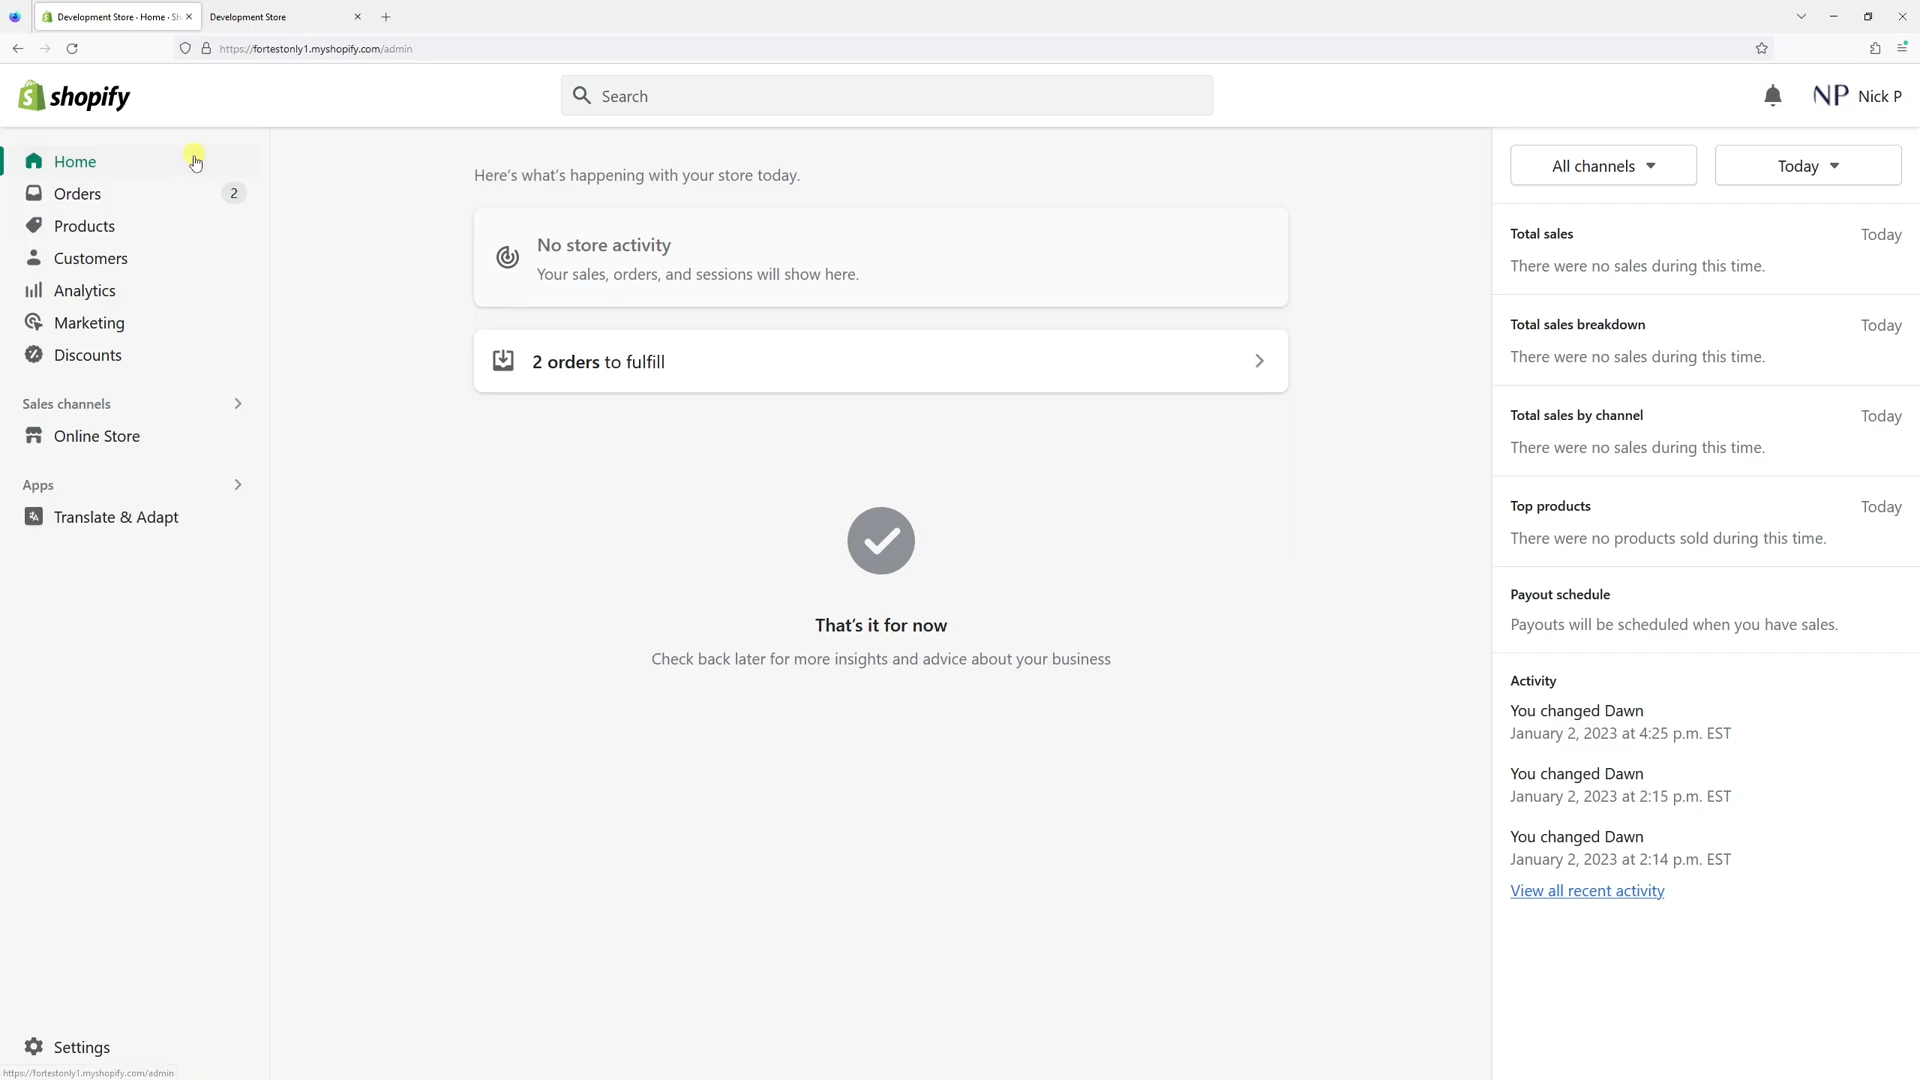 Development Store · Home · Sh
Development Store
https://fortestonly1.myshopify.com/admin
shopify
Search
NP Nick P
Home
Orders 2
Products
Customers
Analytics
Marketing
Discounts
Sales channels
Online Store
Apps
Translate & Adapt
Settings
https://fortestonly1.myshopify.com/admin
Here's what's happening with your store today.
No store activity
Your sales, orders, and sessions will show here.
2 orders to fulfill
That's it for now
Check back later for more insights and advice about your business
All channels
Today
Total sales Today
There were no sales during this time.
Total sales breakdown Today
There were no sales during this time.
Total sales by channel Today
There were no sales during this time.
Top products Today
There were no products sold during this time.
Payout schedule
Payouts will be scheduled when you have sales.
Activity
You changed Dawn
January 2, 2023 at 4:25 p.m. EST
You changed Dawn
January 2, 2023 at 2:15 p.m. EST
You changed Dawn
January 2, 2023 at 2:14 p.m. EST
View all recent activity